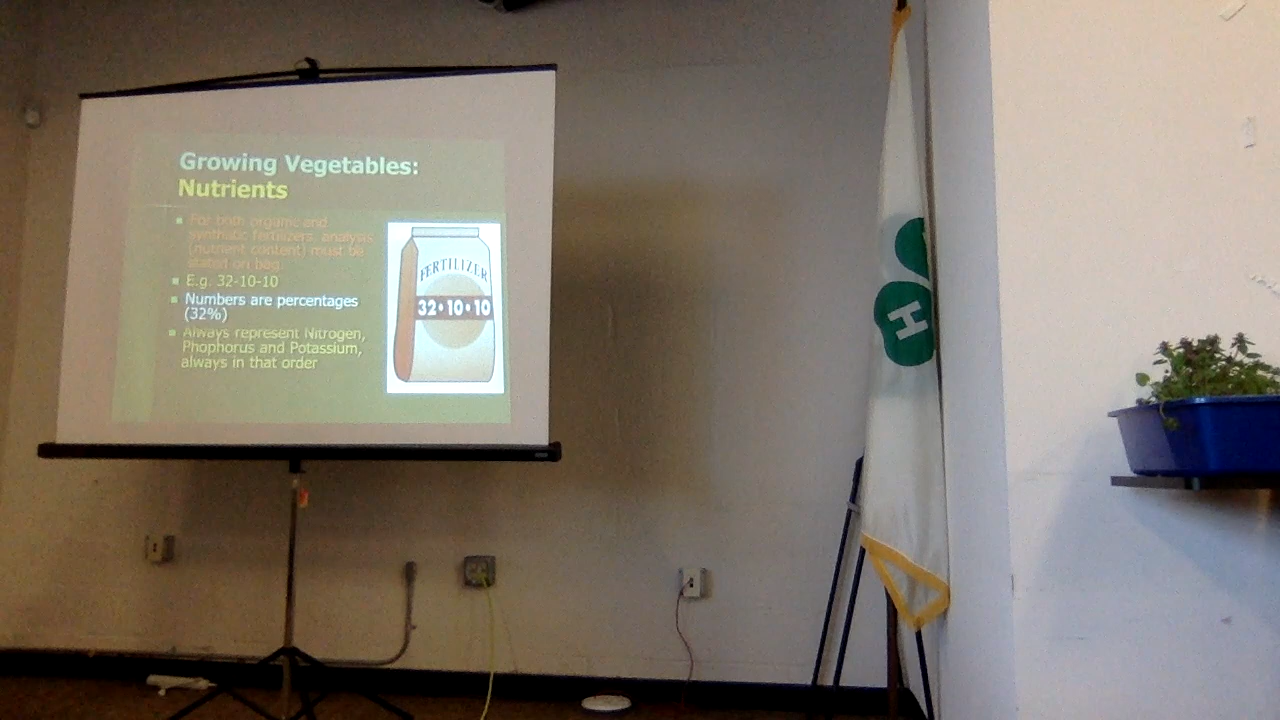 Growing Vegetables:
Nutrients
For both organic and
synthetic fertilizers, analysis
(nutrient content) must be
stated on bag.
E.g. 32-10-10
Numbers are percentages
(32%)
Always represent Nitrogen,
Phophorus and Potassium,
always in that order
FERTILIZER
32•10•10
H